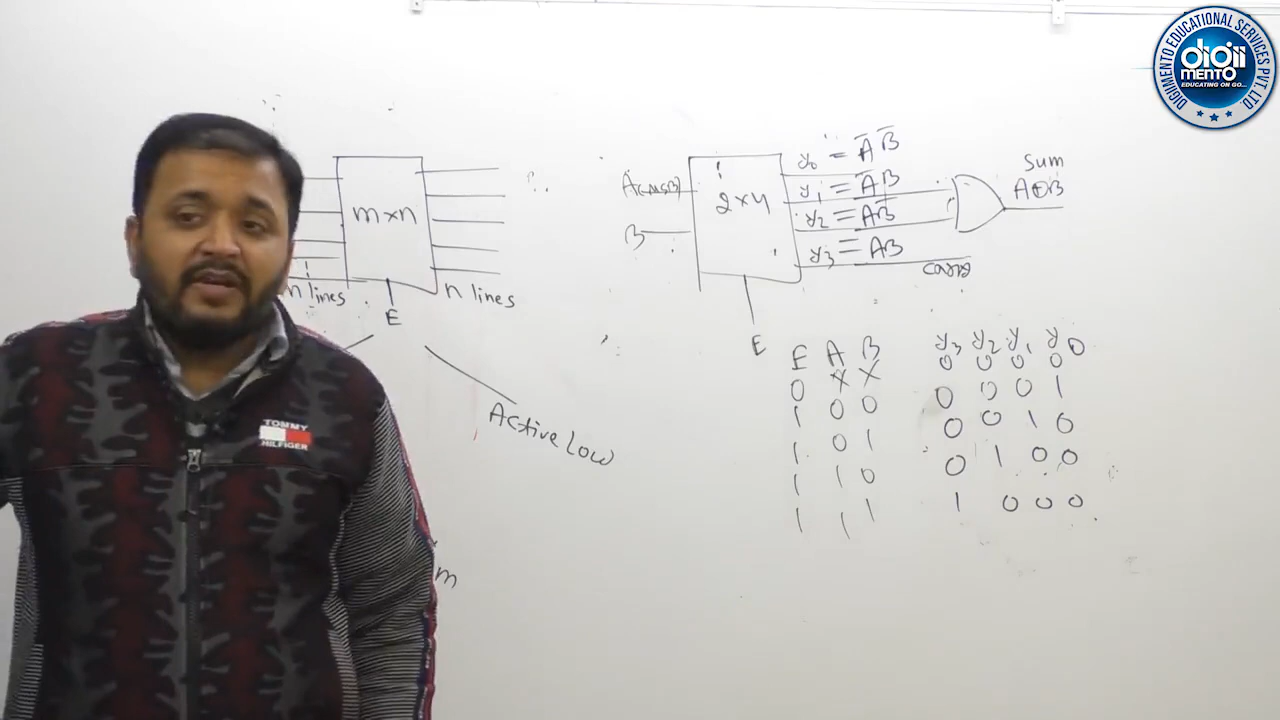 DIGIMENTO EDUCATIONAL SERVICES PVT. LTD.
digii
MENTO
EDUCATING ON GO...
m×n
n lines
n lines
E
Active Low
m
A(MSB)
B
2×4
E
y₀ = A̅ B̅
y₁ = A̅B
y₂ = AB̅
y₃ = AB
Sum
A⊕B
Carry
E A B y₃ y₂ y₁ y₀
0 X X 0 0 0 0
1 0 0 0 0 0 1
1 0 1 0 0 1 0
1 1 0 0 1 0 0
1 1 1 1 0 0 0
TOMMY
HILFIGER